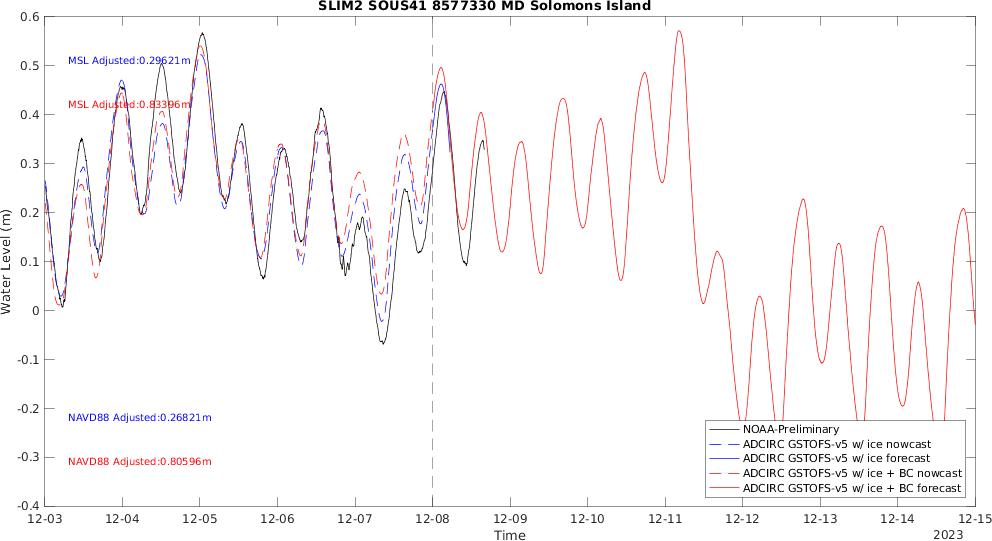 SLIM2 SOUS41 8577330 MD Solomons Island
Water Level (m)
0.6
0.5
0.4
0.3
0.2
0.1
0
-0.1
-0.2
-0.3
-0.4
MSL Adjusted:0.29621m
MSL Adjusted:0.83396m
NAVD88 Adjusted:0.26821m
NAVD88 Adjusted:0.80596m
NOAA-Preliminary
ADCIRC GSTOFS-v5 w/ ice nowcast
ADCIRC GSTOFS-v5 w/ ice forecast
ADCIRC GSTOFS-v5 w/ ice + BC nowcast
ADCIRC GSTOFS-v5 w/ ice + BC forecast
12-03 12-04 12-05 12-06 12-07 12-08 12-09 12-10 12-11 12-12 12-13 12-14 12-15
Time
2023